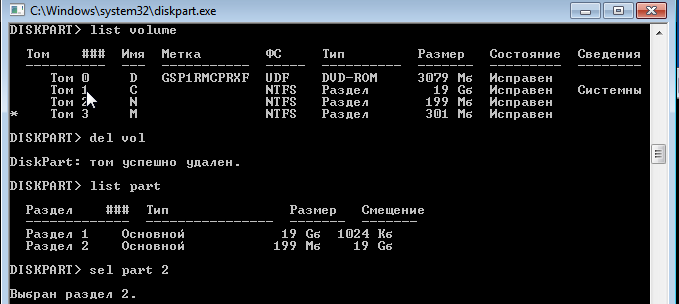 C:\Windows\system32\diskpart.exe
DISKPART> list volume
Том ### Имя Метка ФС Тип Размер Состояние Сведения
Том 0 D GSP1RMCPRXF UDF DVD-ROM 3079 Мб Исправен
Том 1 C NTFS Раздел 19 Gб Исправен Системны
Том 2 N NTFS Раздел 199 Мб Исправен
* Том 3 M NTFS Раздел 301 Мб Исправен
DISKPART> del vol
DiskPart: том успешно удален.
DISKPART> list part
Раздел ### Тип Размер Смещение
Раздел 1 Основной 19 Gб 1024 Кб
Раздел 2 Основной 199 Мб 19 Gб
DISKPART> sel part 2
Выбран раздел 2.